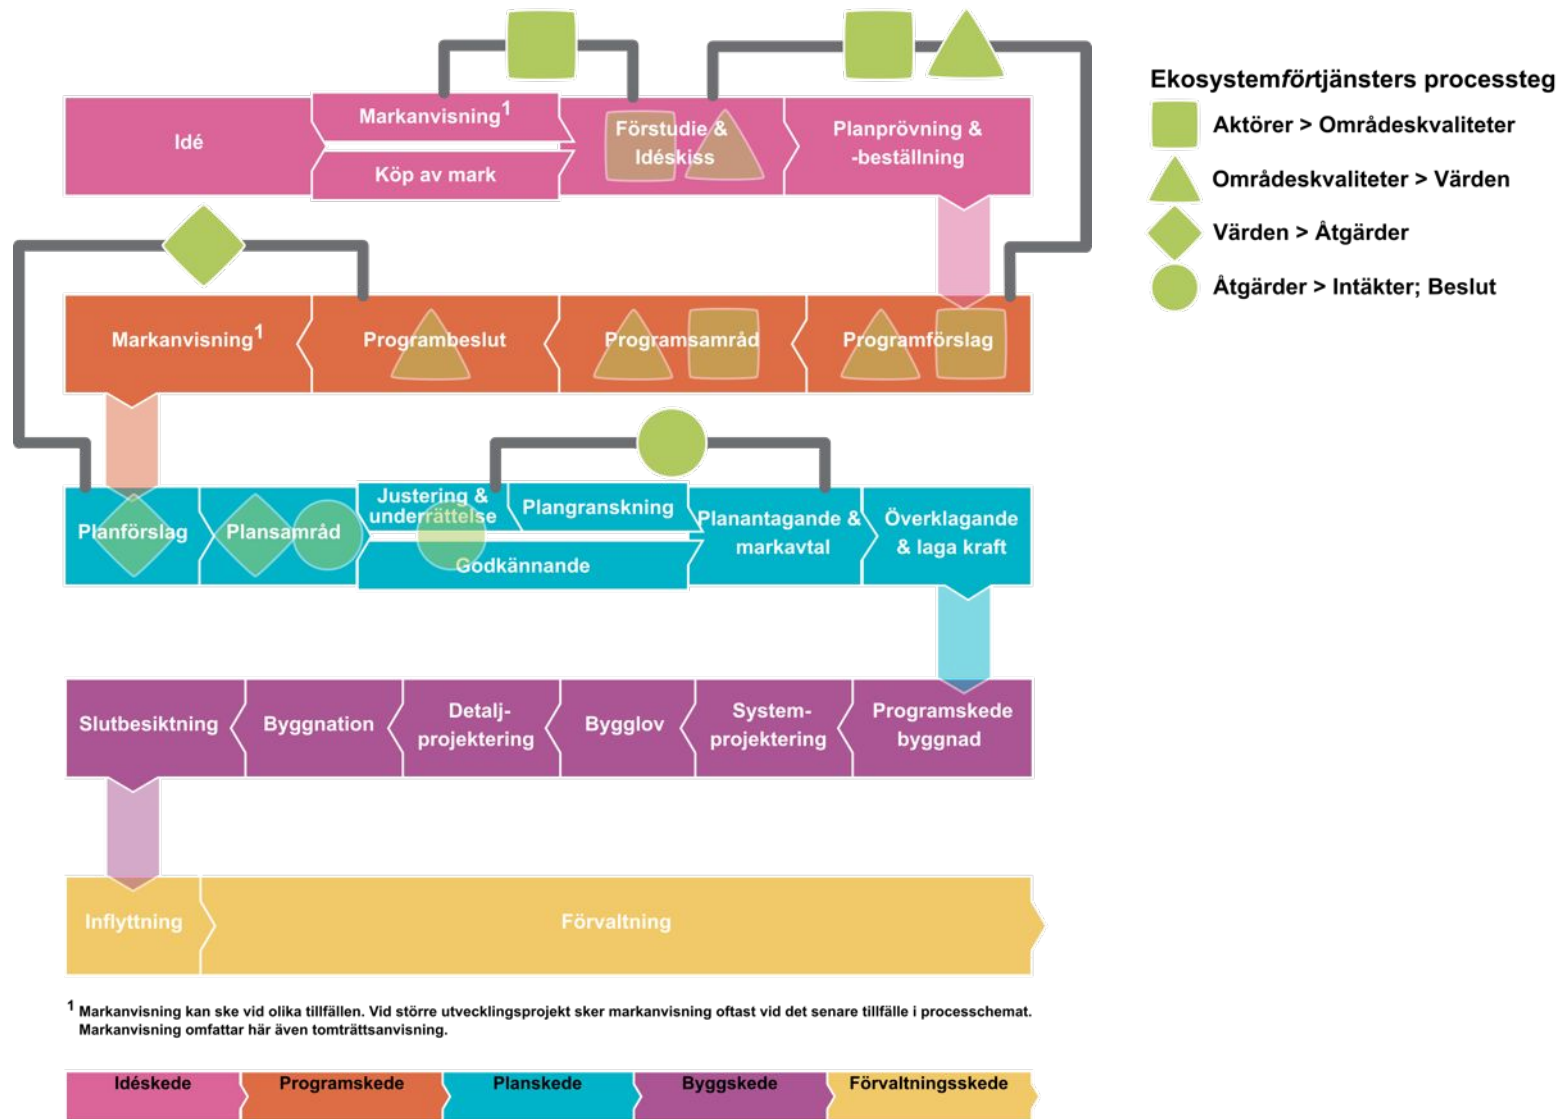 Ekosystemförtjänsters processteg
Aktörer > Områdeskvaliteter
Områdeskvaliteter > Värden
Värden > Åtgärder
Åtgärder > Intäkter; Beslut
Idé
Markanvisning¹
Köp av mark
Förstudie &
Idéskiss
Planprövning &
-beställning
Markanvisning¹
Programbeslut
Programsamråd
Programförslag
Planförslag
Plansamråd
Justering &
underrättelse
Plangranskning
Godkännande
Planantagande &
markavtal
Överklagande
& laga kraft
Slutbesiktning
Byggnation
Detalj-
projektering
Bygglov
System-
projektering
Programskede
byggnad
Inflyttning
Förvaltning
¹ Markanvisning kan ske vid olika tillfällen. Vid större utvecklingsprojekt sker markanvisning oftast vid det senare tillfälle i processchemat.
Markanvisning omfattar här även tomträttsanvisning.
Idéskede
Programskede
Planskede
Byggskede
Förvaltningsskede